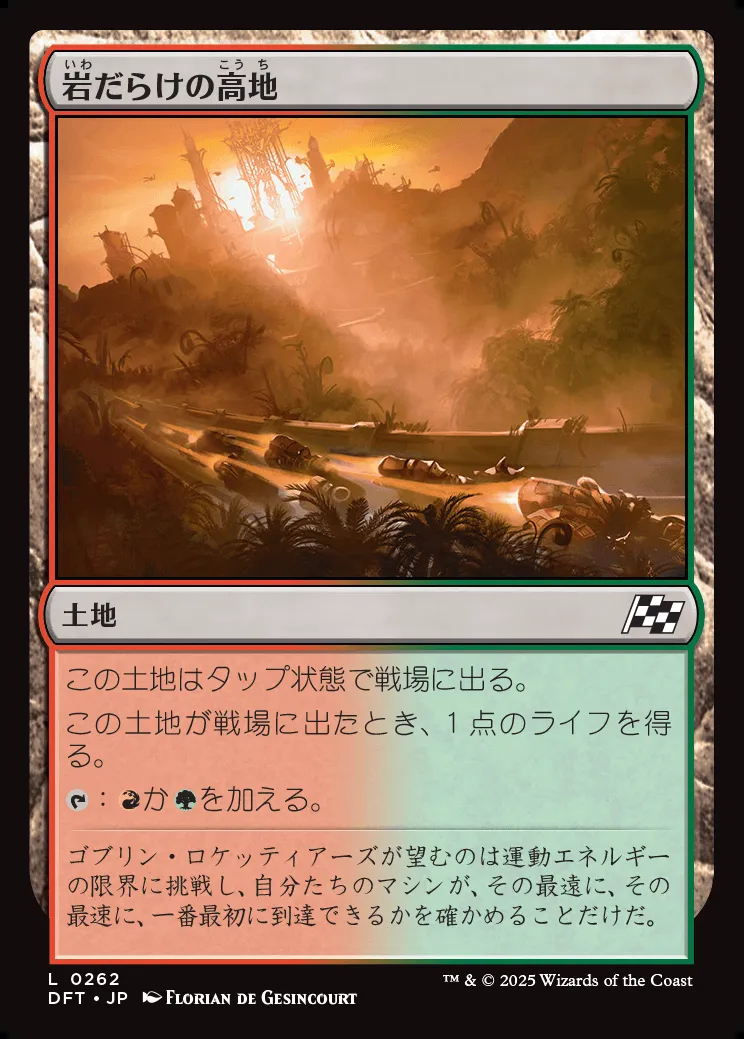 いわ こうち
岩だらけの高地
土地
この土地はタップ状態で戦場に出る。
この土地が戦場に出たとき、1点のライフを得
る。
：か を加える。
ゴブリン・ロケッティアーズが望むのは運動エネルギー
の限界に挑戦し、自分たちのマシンが、その最遠に、その
最速に、一番最初に到達できるかを確かめることだけだ。
L 0262
™ & © 2025 Wizards of the Coast
DFT • JP Florian de Gesincourt